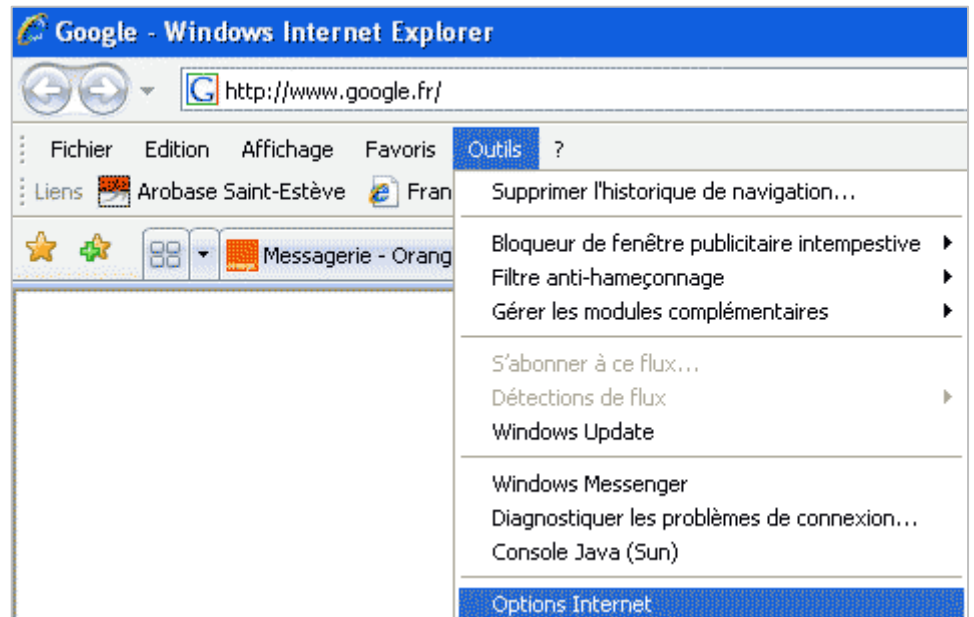 Google - Windows Internet Explorer
http://www.google.fr/
Fichier Edition Affichage Favoris Outils ?
Liens Arobase Saint-Estève Fran
Messagerie - Orang
Supprimer l'historique de navigation...
Bloqueur de fenêtre publicitaire intempestive
Filtre anti-hameçonnage
Gérer les modules complémentaires
S'abonner à ce flux...
Détections de flux
Windows Update
Windows Messenger
Diagnostiquer les problèmes de connexion...
Console Java (Sun)
Options Internet